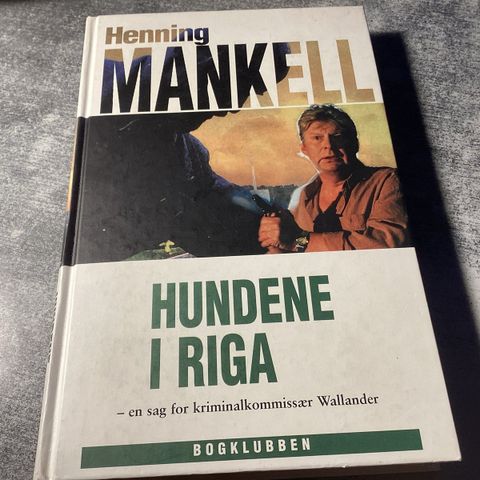 Henning
MANKELL
HUNDENE
I RIGA
– en sag for kriminalkommissær Wallander
BOGKLUBBEN